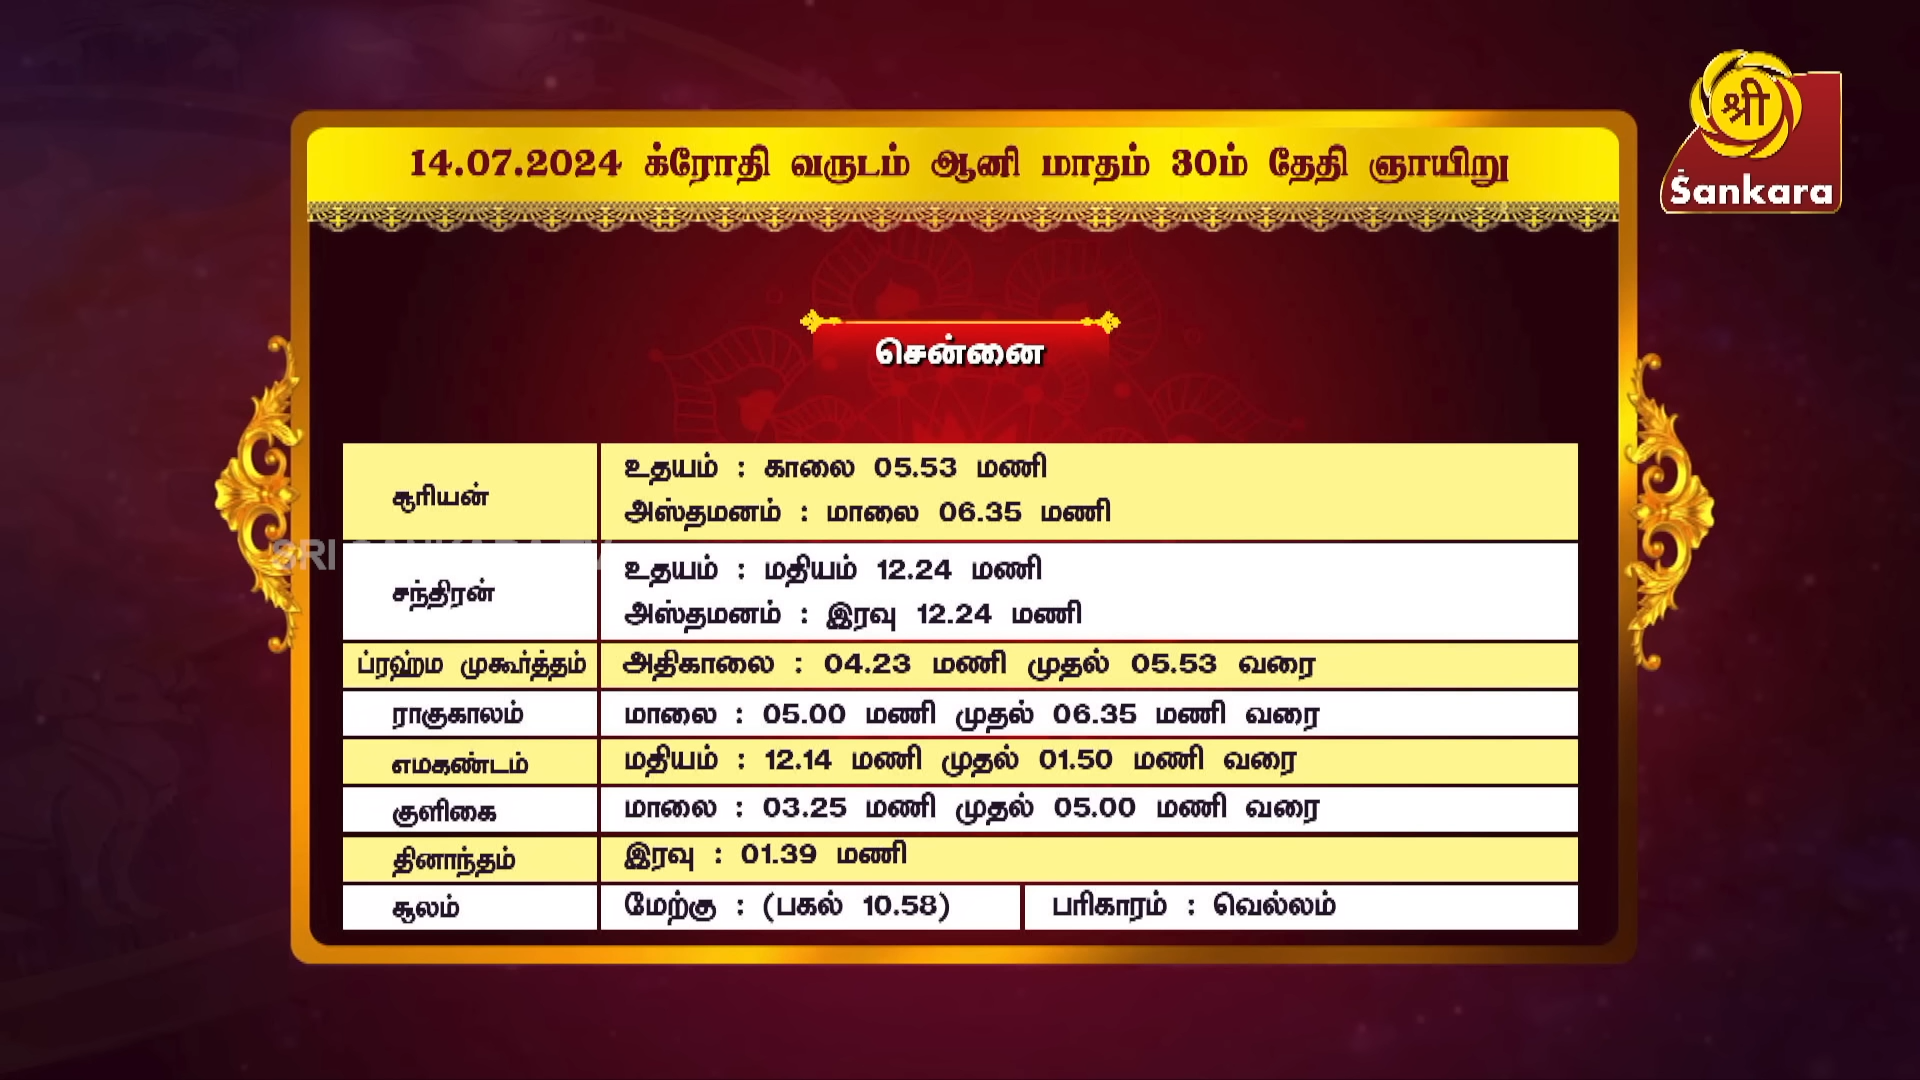 14.07.2024 க்ரோதி வருடம் ஆனி மாதம் 30ம் தேதி ஞாயிறு
श्री
Sankara
சென்னை
சூரியன்
உதயம் : காலை 05.53 மணி
அஸ்தமனம் : மாலை 06.35 மணி
SRI SANKARA TV
சந்திரன்
உதயம் : மதியம் 12.24 மணி
அஸ்தமனம் : இரவு 12.24 மணி
ப்ரஹ்ம முகூர்த்தம் அதிகாலை : 04.23 மணி முதல் 05.53 வரை
ராகுகாலம் மாலை : 05.00 மணி முதல் 06.35 மணி வரை
எமகண்டம் மதியம் : 12.14 மணி முதல் 01.50 மணி வரை
குளிகை மாலை : 03.25 மணி முதல் 05.00 மணி வரை
தினாந்தம் இரவு : 01.39 மணி
சூலம் மேற்கு : (பகல் 10.58) பரிகாரம் : வெல்லம்